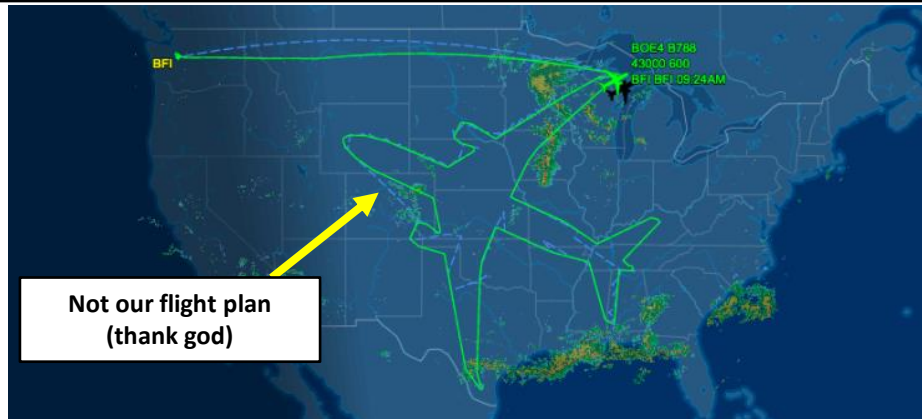 BOE4 B788
43000 600
BFI BFI 09:24AM
BFI
Not our flight plan
(thank god)